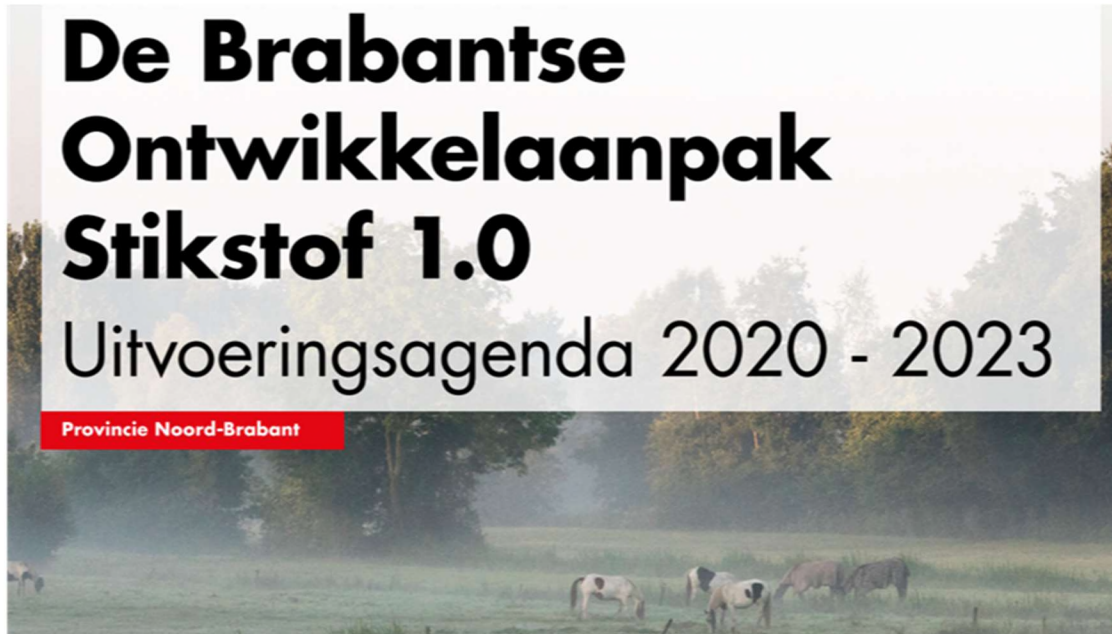 De Brabantse
Ontwikkelaanpak
Stikstof 1.0
Uitvoeringsagenda 2020 - 2023
Provincie Noord-Brabant